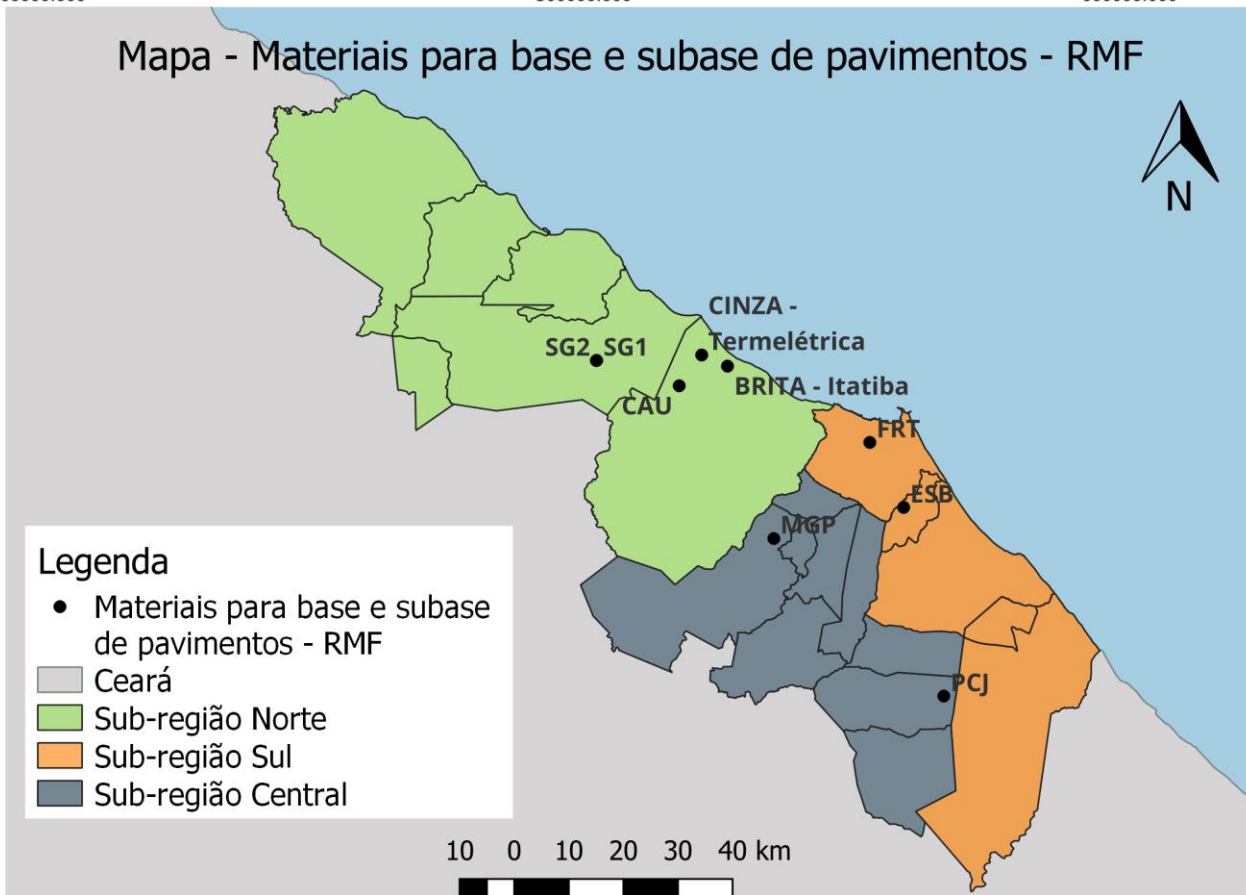 Mapa - Materiais para base e subase de pavimentos - RMF
N
CINZA -
Termelétrica
SG2 SG1
BRITA - Itatiba
CAU
FRT
ESB
MGP
PCJ
Legenda
Materiais para base e subase
de pavimentos - RMF
Ceará
Sub-região Norte
Sub-região Sul
Sub-região Central
10 0 10 20 30 40 km